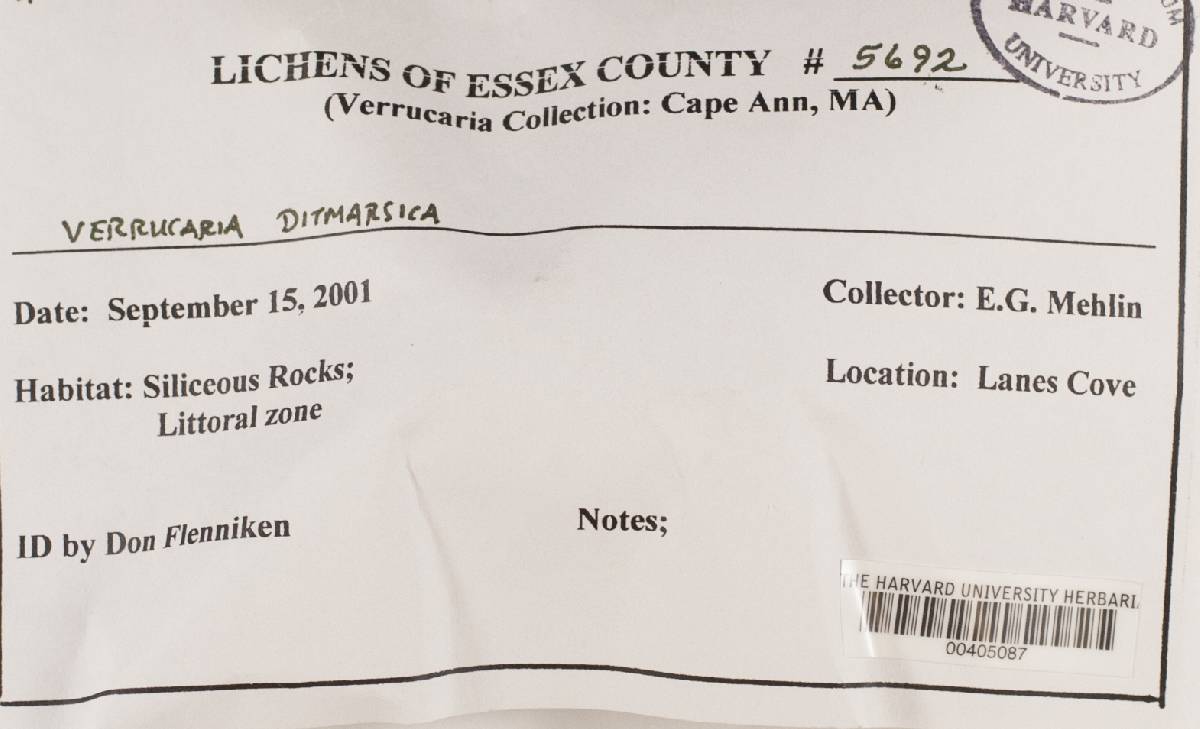 HARVARD
UNIVERSITY
LICHENS OF ESSEX COUNTY # 5692
(Verrucaria Collection: Cape Ann, MA)
VERRUCARIA DITMARSICA
Date: September 15, 2001
Collector: E.G. Mehlin
Habitat: Siliceous Rocks;
Littoral zone
Location: Lanes Cove
ID by Don Flenniken
Notes;
THE HARVARD UNIVERSITY HERBARI
00405087